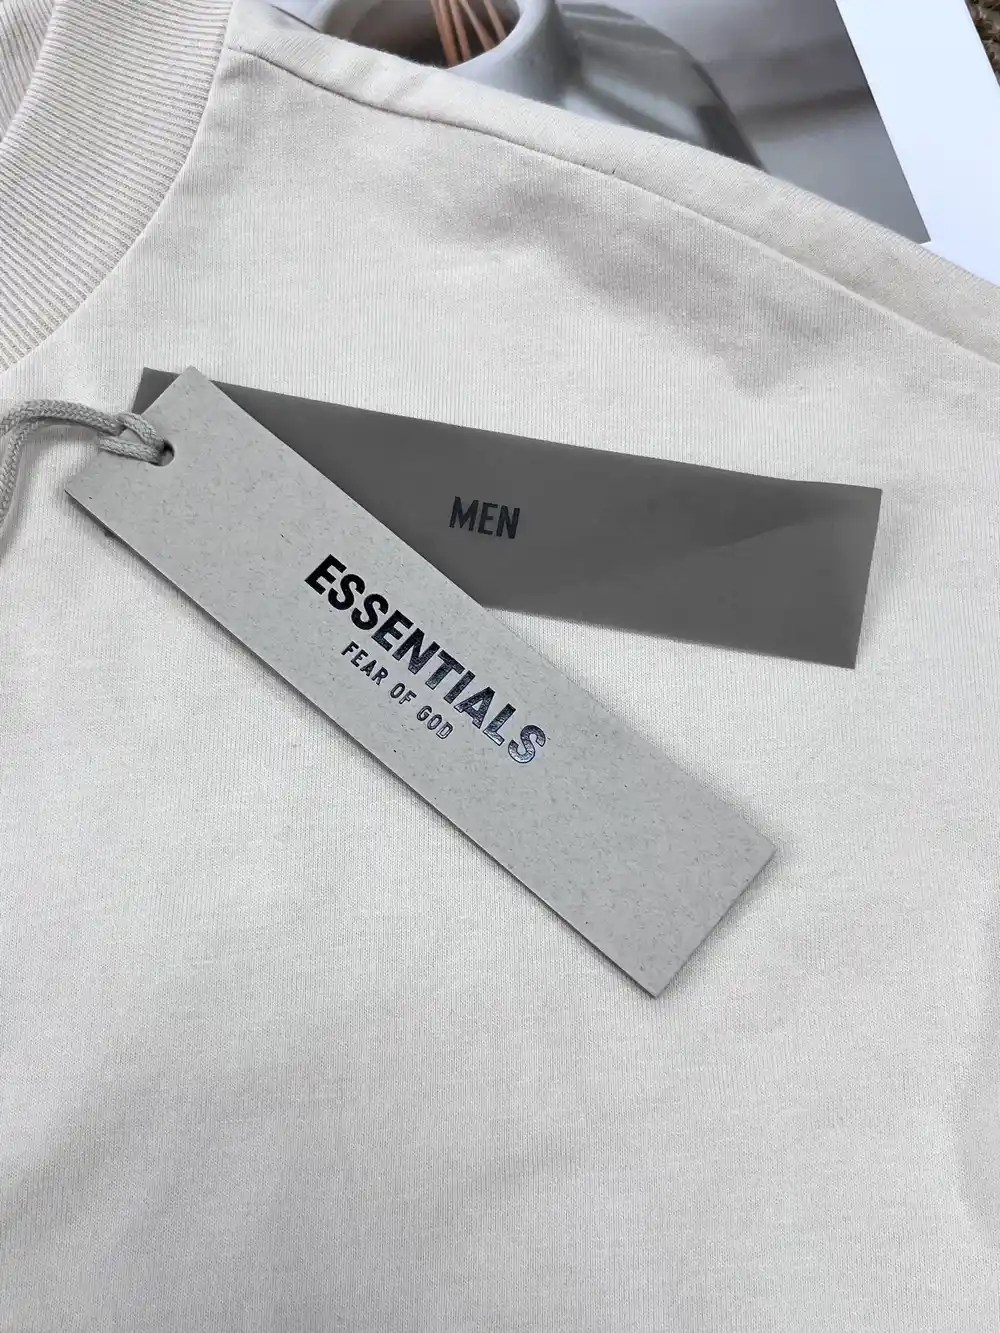 MEN
ESSENTIALS
FEAR OF GOD